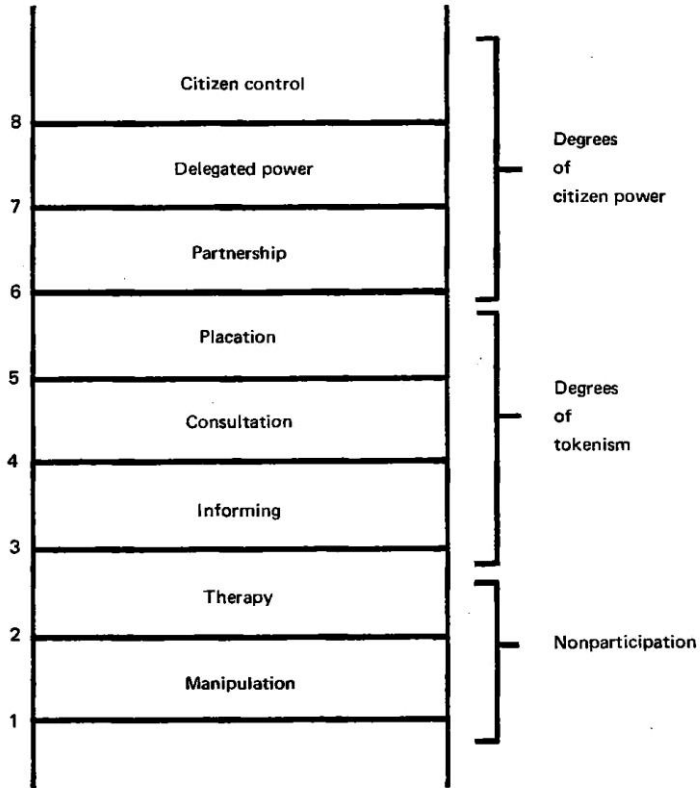 Citizen control
8
Delegated power
7
Partnership
6
Placation
5
Consultation
4
Informing
3
Therapy
2
Manipulation
1
Degrees
of
citizen power
Degrees
of
tokenism
Nonparticipation